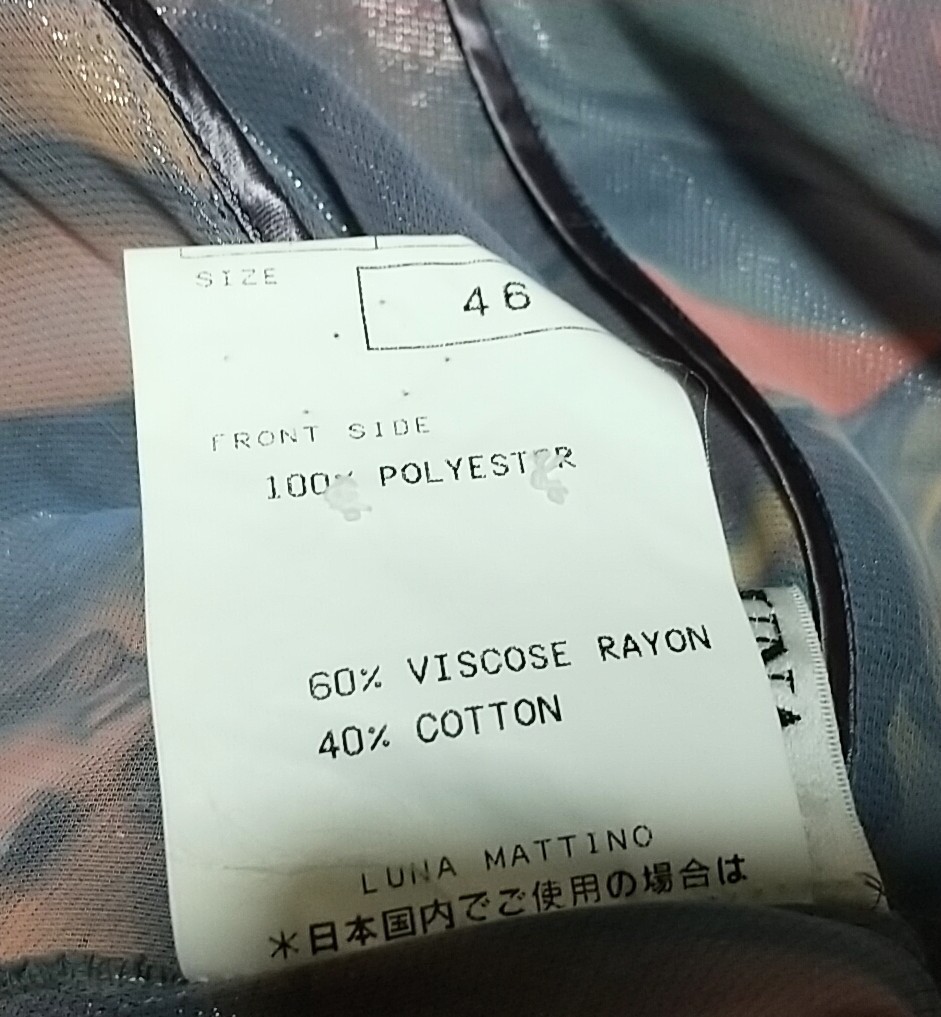 SIZE
46
FRONT SIDE
100% POLYESTER
60% VISCOSE RAYON
40% COTTON
LUNA MATTINO
＊日本国内でご使用の場合は